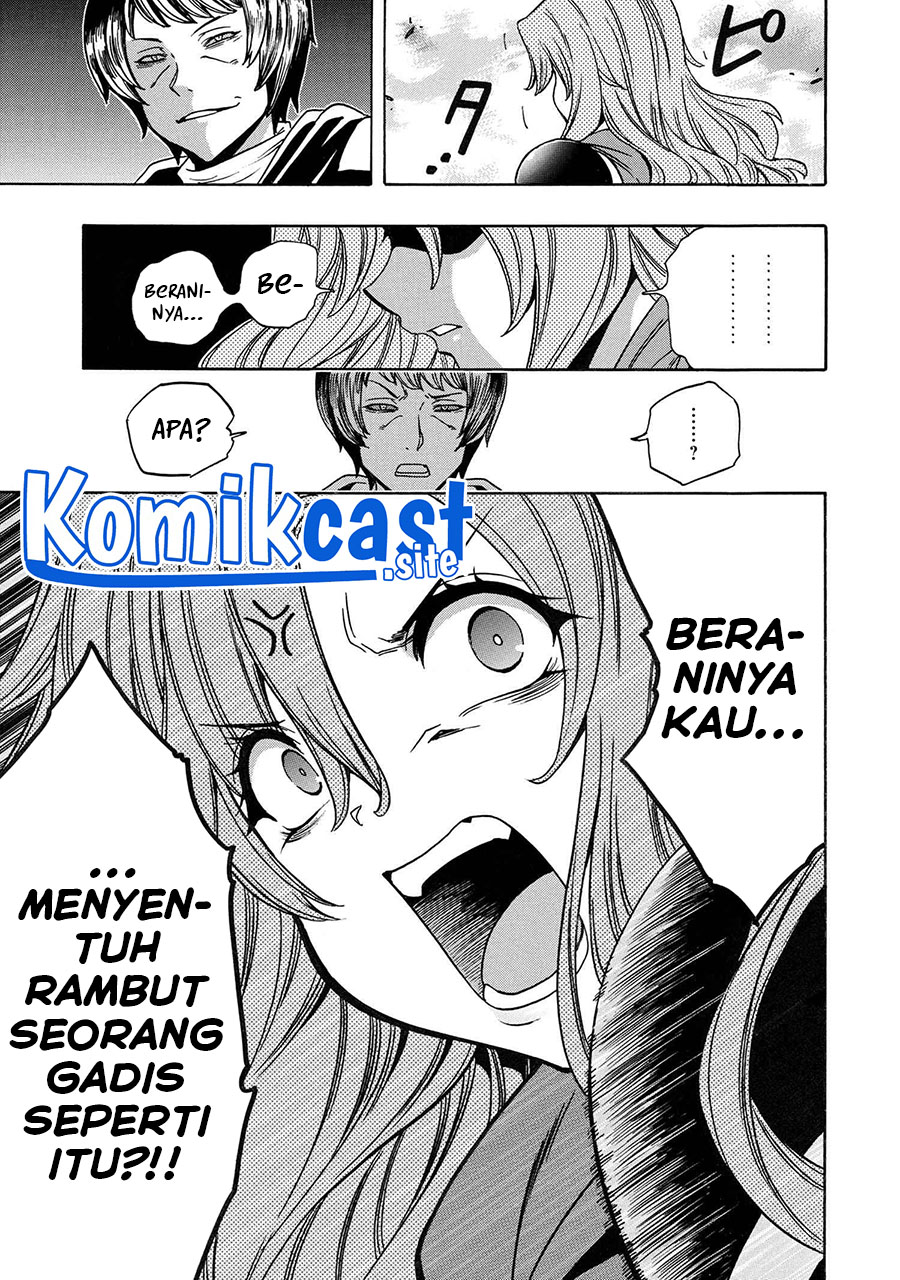 ピタ..
.........
.........
BE-
BERANI-
NYA...
......?
APA?
Komikcast
.site
BERA-
NINYA
KAU...
...
MENYEN-
TUH
RAMBUT
SEORANG
GADIS
SEPERTI
ITU?!!